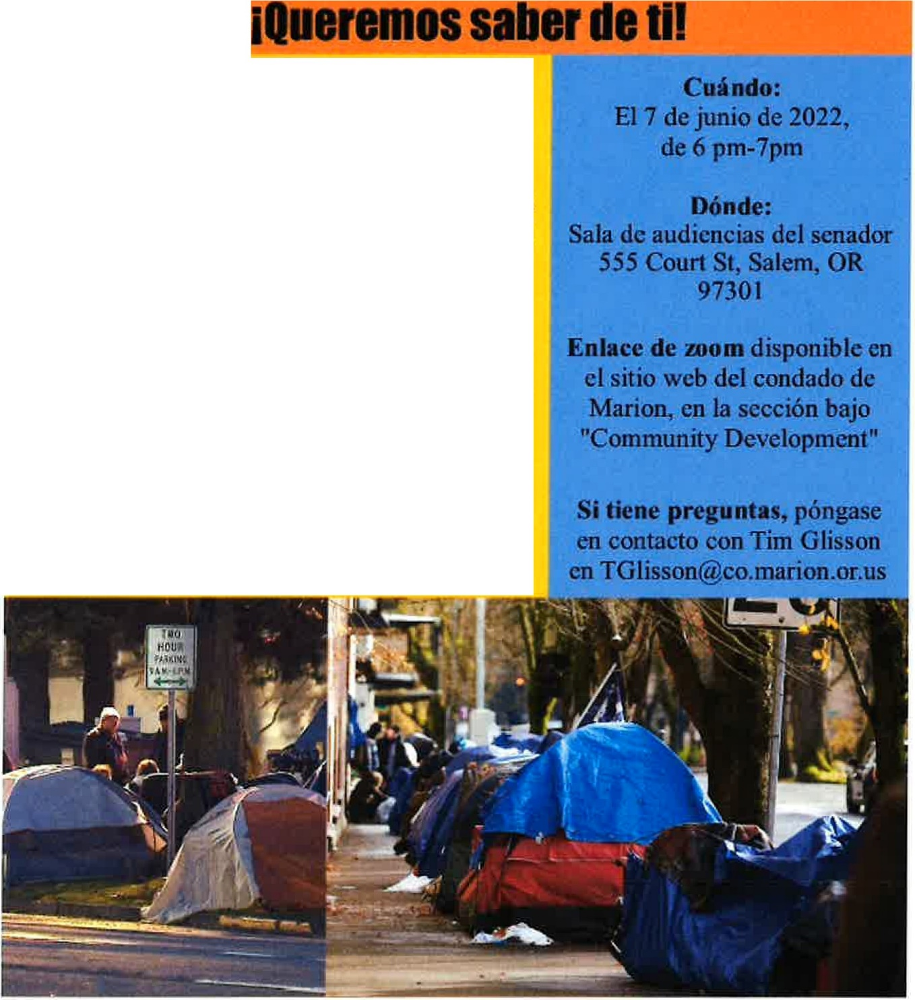 ¡Queremos saber de ti!
Cuándo:
El 7 de junio de 2022,
de 6 pm-7pm
Dónde:
Sala de audiencias del senador
555 Court St, Salem, OR
97301
Enlace de zoom disponible en
el sitio web del condado de
Marion, en la sección bajo
"Community Development"
Si tiene preguntas, póngase
en contacto con Tim Glisson
en TGlisson@co.marion.or.us
TWO
HOUR
PARKING